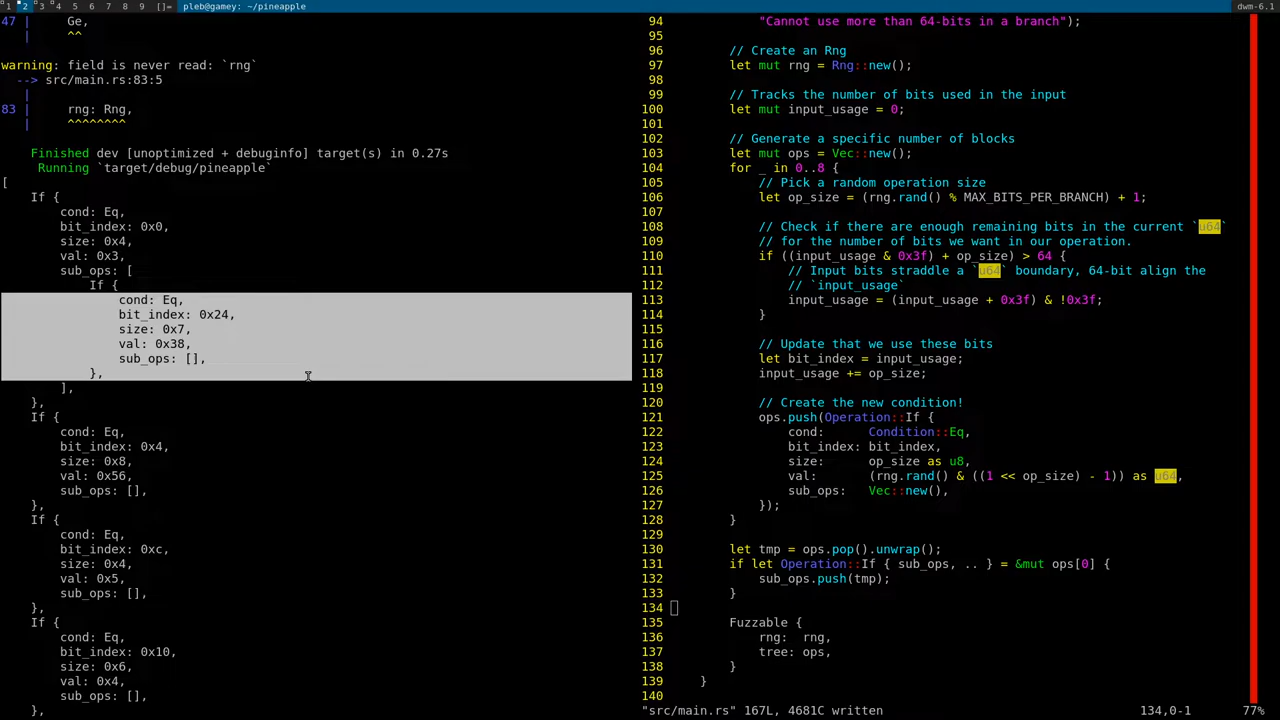 1 2 3 4 5 6 7 8 9 []= pleb@gamey: ~/pineapple dwm-6.1
47 |     Ge,
   |     ^^

warning: field is never read: `rng`
  --> src/main.rs:83:5
   |
83 |     rng: Rng,
   |     ^^^^^^^^

    Finished dev [unoptimized + debuginfo] target(s) in 0.27s
     Running `target/debug/pineapple`
[
    If {
        cond: Eq,
        bit_index: 0x0,
        size: 0x4,
        val: 0x3,
        sub_ops: [
            If {
                cond: Eq,
                bit_index: 0x24,
                size: 0x7,
                val: 0x38,
                sub_ops: [],
            },
        ],
    },
    If {
        cond: Eq,
        bit_index: 0x4,
        size: 0x8,
        val: 0x56,
        sub_ops: [],
    },
    If {
        cond: Eq,
        bit_index: 0xc,
        size: 0x4,
        val: 0x5,
        sub_ops: [],
    },
    If {
        cond: Eq,
        bit_index: 0x10,
        size: 0x6,
        val: 0x4,
        sub_ops: [],
    },
94             "Cannot use more than 64-bits in a branch");
95
96         // Create an Rng
97         let mut rng = Rng::new();
98
99         // Tracks the number of bits used in the input
100         let mut input_usage = 0;
101
102         // Generate a specific number of blocks
103         let mut ops = Vec::new();
104         for _ in 0..8 {
105             // Pick a random operation size
106             let op_size = (rng.rand() % MAX_BITS_PER_BRANCH) + 1;
107
108             // Check if there are enough remaining bits in the current `u64`
109             // for the number of bits we want in our operation.
110             if ((input_usage & 0x3f) + op_size) > 64 {
111                 // Input bits straddle a `u64` boundary, 64-bit align the
112                 // `input_usage`
113                 input_usage = (input_usage + 0x3f) & !0x3f;
114             }
115
116             // Update that we use these bits
117             let bit_index = input_usage;
118             input_usage += op_size;
119
120             // Create the new condition!
121             ops.push(Operation::If {
122                 cond:      Condition::Eq,
123                 bit_index: bit_index,
124                 size:      op_size as u8,
125                 val:       (rng.rand() & ((1 << op_size) - 1)) as u64,
126                 sub_ops:   Vec::new(),
127             });
128         }
129
130         let tmp = ops.pop().unwrap();
131         if let Operation::If { sub_ops, .. } = &mut ops[0] {
132             sub_ops.push(tmp);
133         }
134
135         Fuzzable {
136             rng:  rng,
137             tree: ops,
138         }
139     }
140
"src/main.rs" 167L, 4681C written 134,0-1 77%